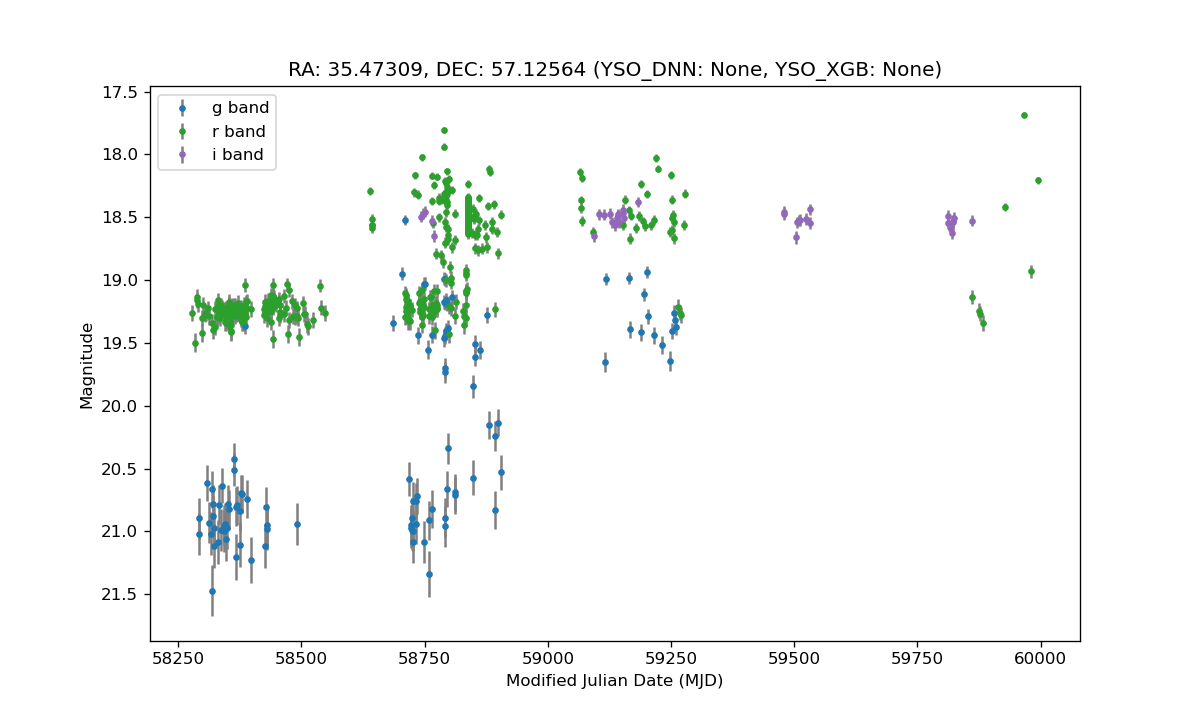 RA: 35.47309, DEC: 57.12564 (YSO_DNN: None, YSO_XGB: None)
g band
r band
i band
17.5
18.0
18.5
19.0
19.5
20.0
20.5
21.0
21.5
Magnitude
58250 58500 58750 59000 59250 59500 59750 60000
Modified Julian Date (MJD)